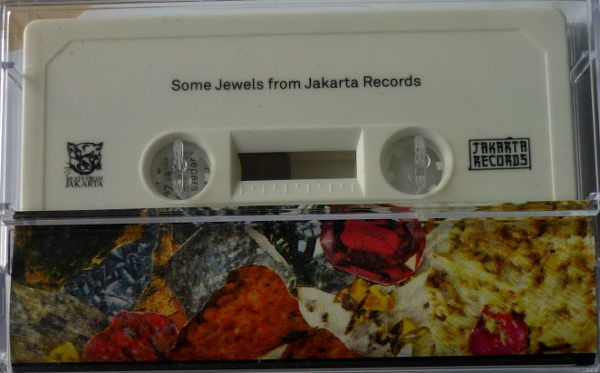 Some Jewels from Jakarta Records
BEATS FROM
JAKARTA
JAKARTA
RECORDS